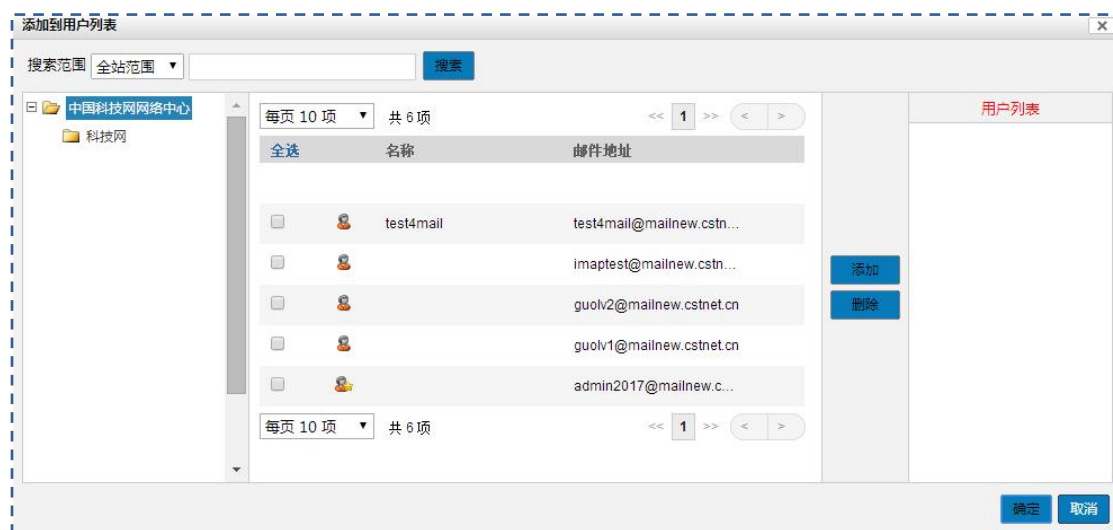 添加到用户列表
搜索范围 全站范围 搜索
中国科技网网络中心
科技网
每页 10 项 共 6 项 << 1 >> < >
全选 名称 邮件地址
test4mail test4mail@mailnew.cstn...
imaptest@mailnew.cstn...
guolv2@mailnew.cstnet.cn
guolv1@mailnew.cstnet.cn
admin2017@mailnew.c...
每页 10 项 共 6 项 << 1 >> < >
添加
删除
用户列表
确定 取消